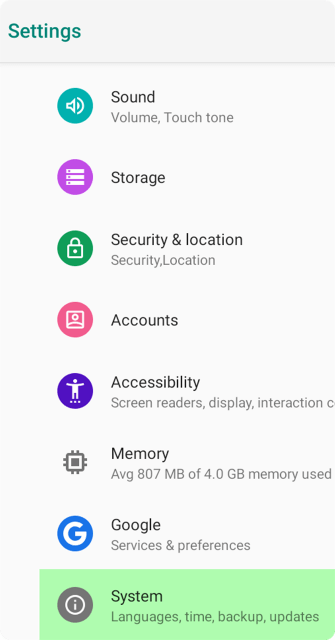 Settings
Sound
Volume, Touch tone
Storage
Security & location
Security,Location
Accounts
Accessibility
Screen readers, display, interaction c
Memory
Avg 807 MB of 4.0 GB memory used
Google
Services & preferences
System
Languages, time, backup, updates